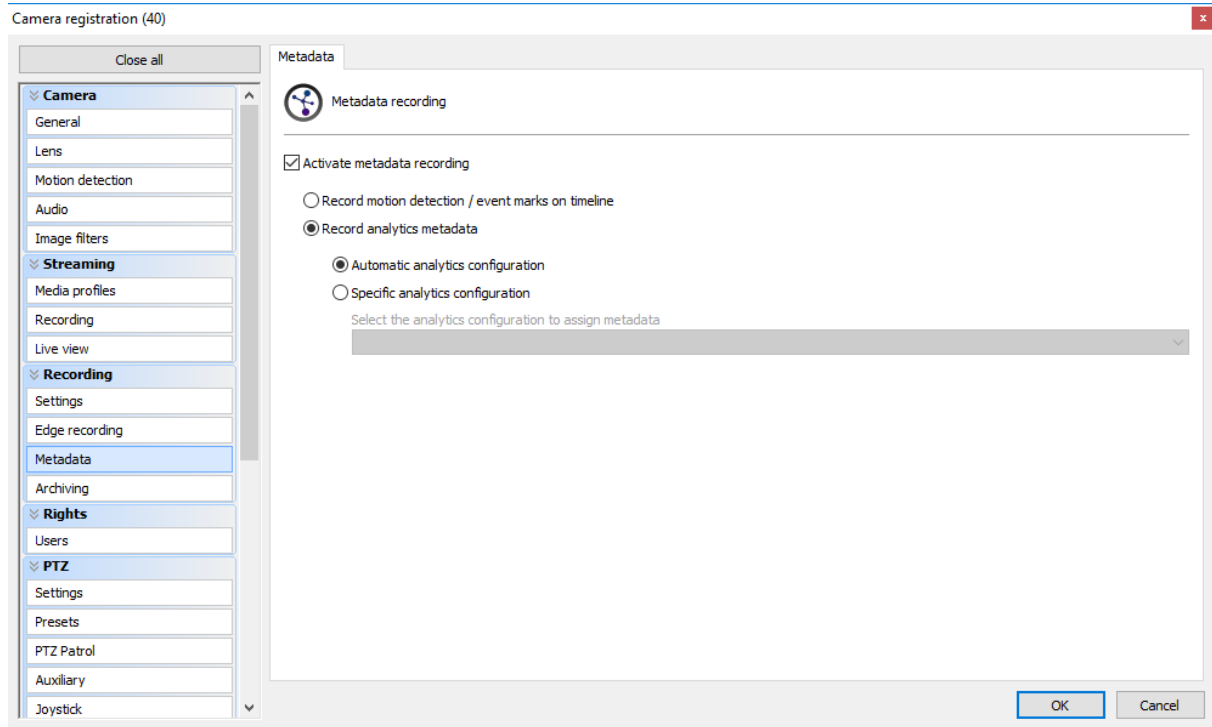 Camera registration (40)
x
Close all
Camera
General
Lens
Motion detection
Audio
Image filters
Streaming
Media profiles
Recording
Live view
Recording
Settings
Edge recording
Metadata
Archiving
Rights
Users
PTZ
Settings
Presets
PTZ Patrol
Auxiliary
Joystick
Metadata
Metadata recording
Activate metadata recording
Record motion detection / event marks on timeline
Record analytics metadata
Automatic analytics configuration
Specific analytics configuration
Select the analytics configuration to assign metadata
OK
Cancel